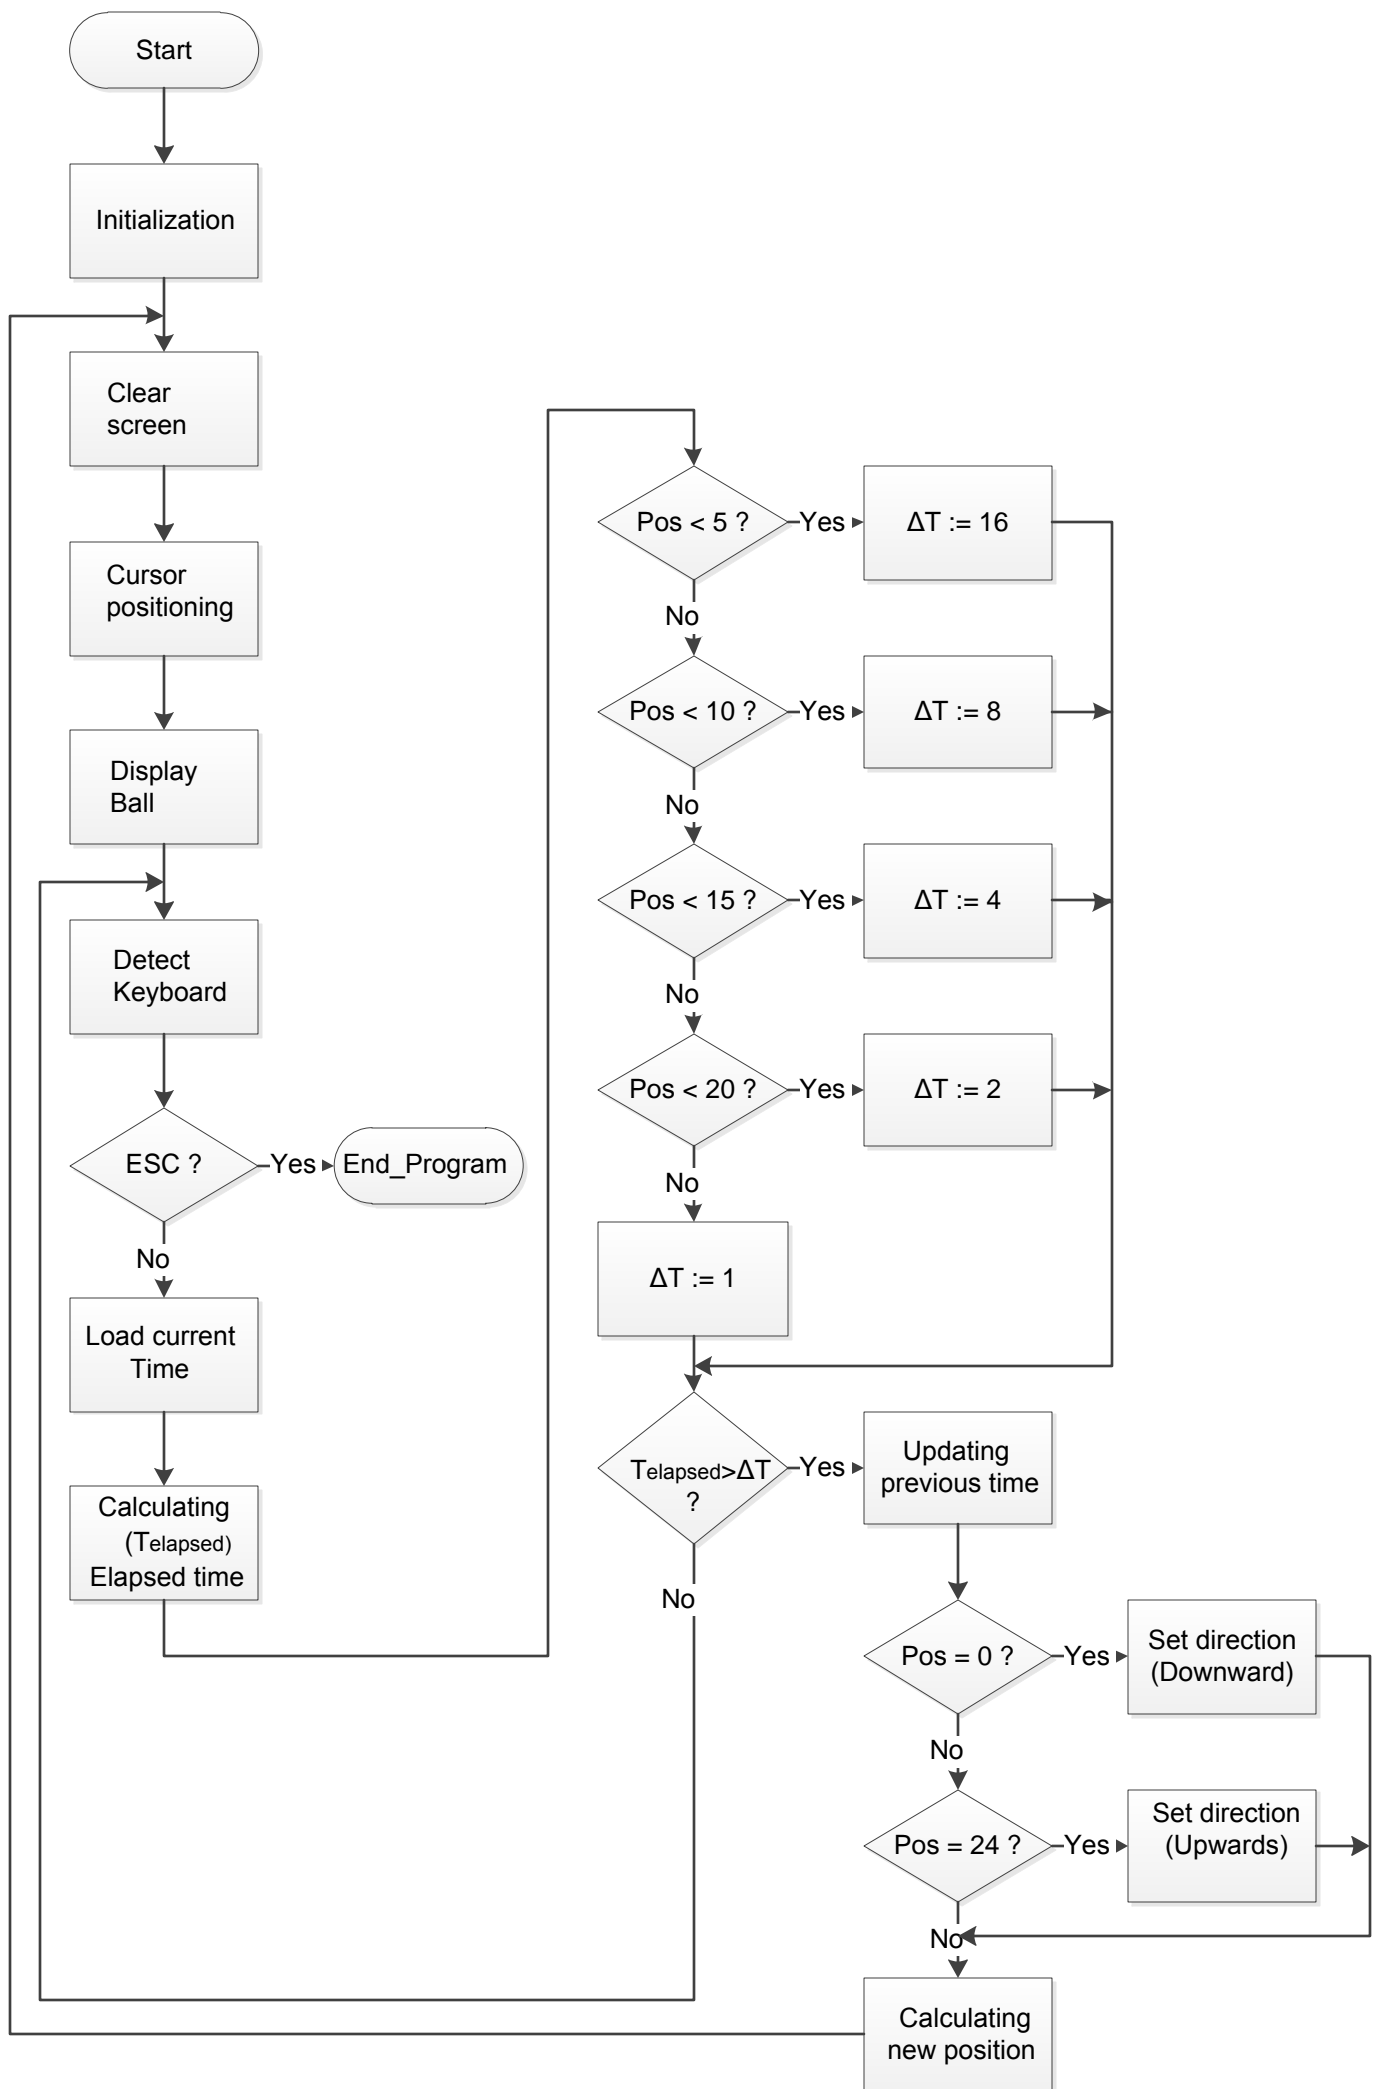 Start
Initialization
Clear
screen
Cursor
positioning
Display
Ball
Detect
Keyboard
ESC ?
Yes
End_Program
No
Load current
Time
Calculating
(Telapsed)
Elapsed time
Pos < 5 ?
Yes
ΔT := 16
No
Pos < 10 ?
Yes
ΔT := 8
No
Pos < 15 ?
Yes
ΔT := 4
No
Pos < 20 ?
Yes
ΔT := 2
No
ΔT := 1
Telapsed>ΔT
?
Yes
Updating
previous time
No
Pos = 0 ?
Yes
Set direction
(Downward)
No
Pos = 24 ?
Yes
Set direction
(Upwards)
No
Calculating
new position